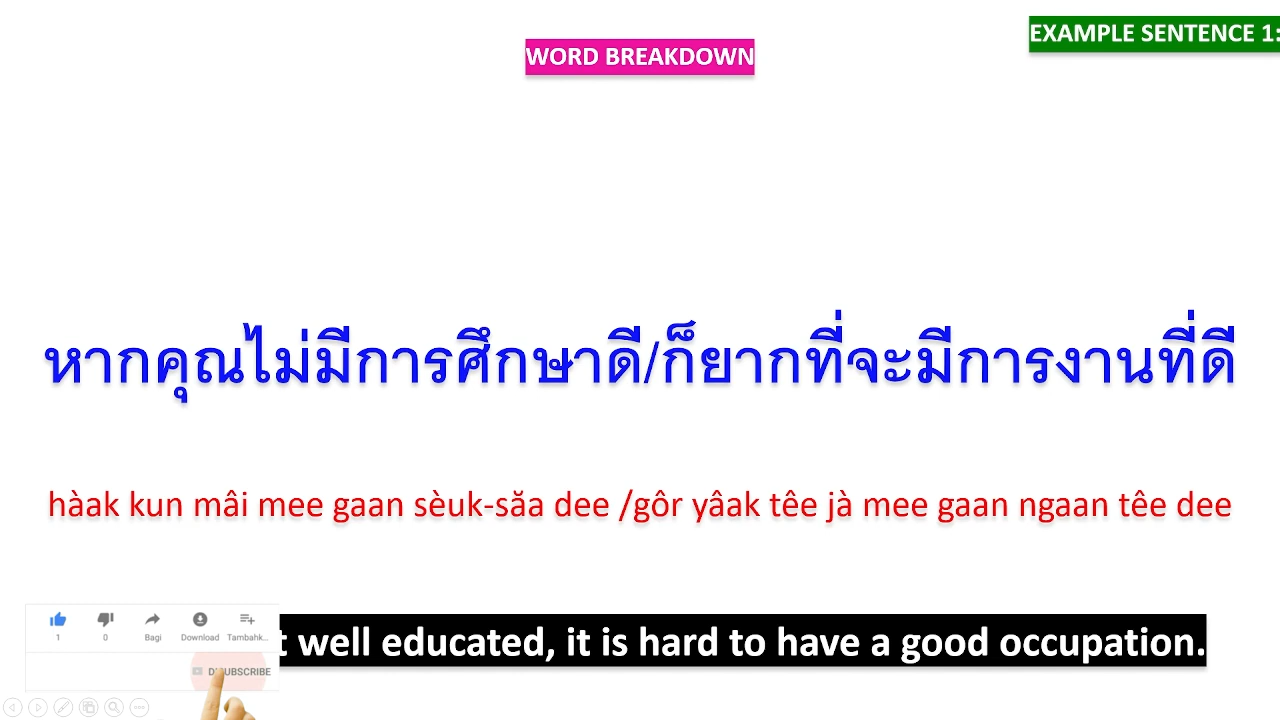 EXAMPLE SENTENCE 1:
WORD BREAKDOWN
หากคุณไม่มีการศึกษาดี/ก็ยากที่จะมีการงานที่ดี
hàak kun mâi mee gaan sèuk-săa dee /gôr yâak têe jà mee gaan ngaan têe dee
well educated, it is hard to have a good occupation.
1 0 Bagi Download Tambahk...